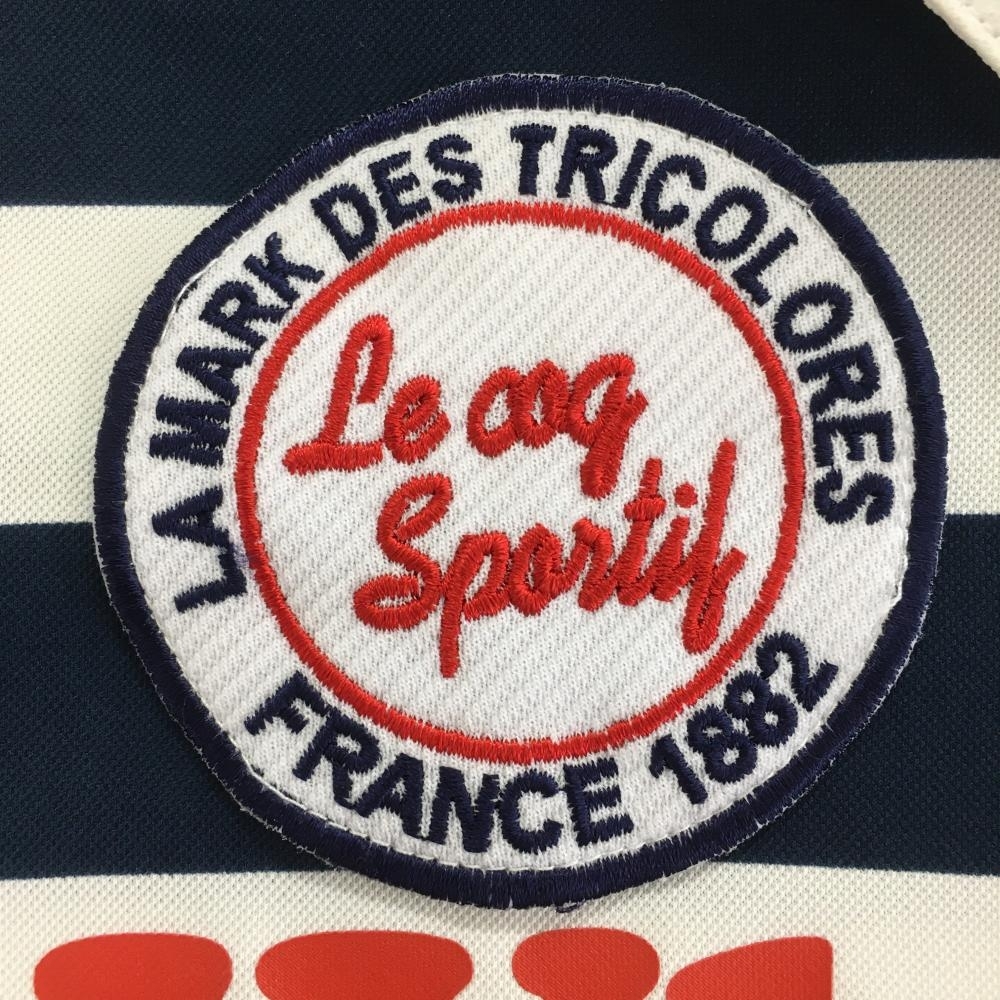 LA MARK DES TRICOLORES
Le coq
Sportif
FRANCE 1882